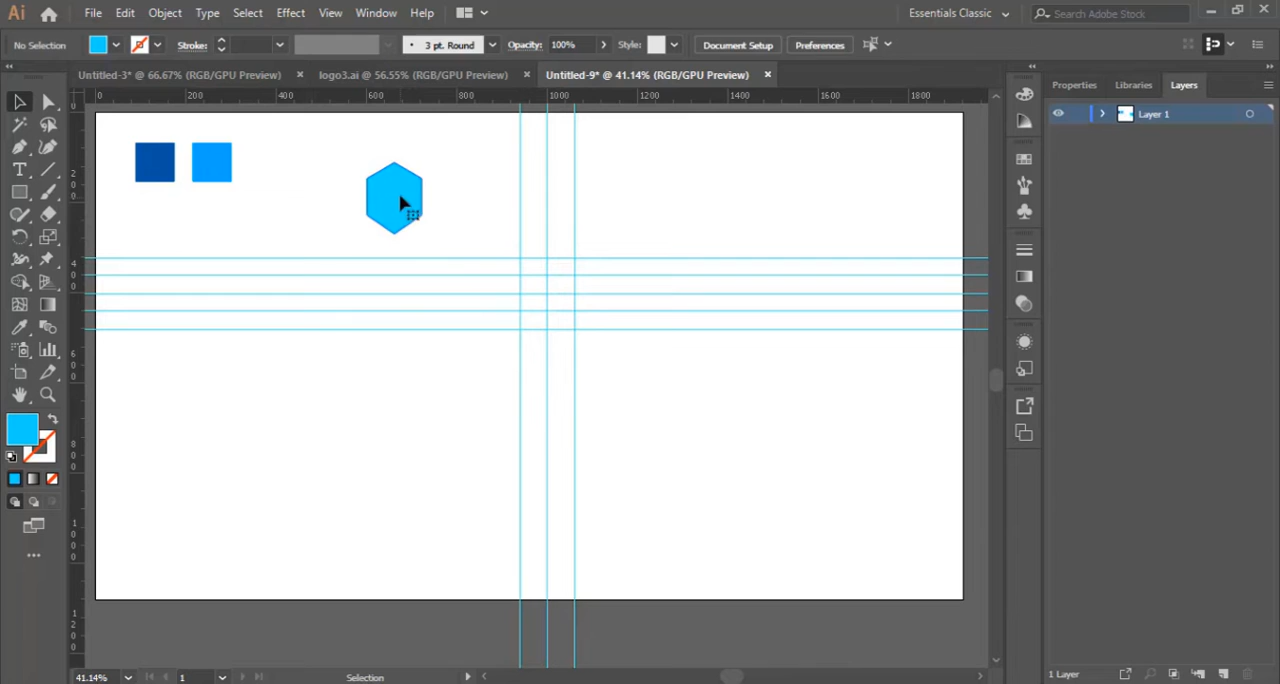 Ai File Edit Object Type Select Effect View Window Help Essentials Classic Search Adobe Stock
No Selection Stroke: 3 pt. Round Opacity: 100% Style: Document Setup Preferences
Untitled-3* @ 66.67% (RGB/GPU Preview) × logo3.ai @ 56.55% (RGB/GPU Preview) × Untitled-9* @ 41.14% (RGB/GPU Preview) ×
Properties Libraries Layers
0 200 400 600 800 1000 1200 1400 1600 1800
Layer 1
0
200
400
600
800
1000
1200
T
41.14% 1 Selection
1 Layer